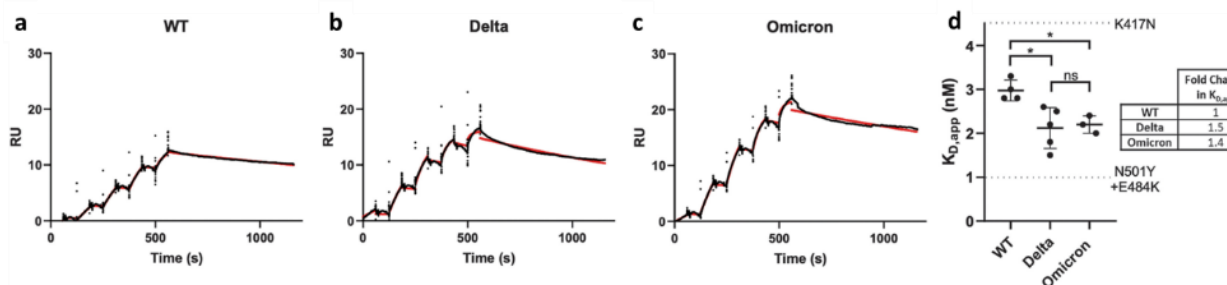 a
WT
RU
30
20
10
0
0
500
1000
Time (s)
b
Delta
RU
30
20
10
0
0
500
1000
Time (s)
c
Omicron
RU
30
20
10
0
0
500
1000
Time (s)
d
K_D,app (nM)
4
3
2
1
0
K417N
*
*
ns
N501Y
+E484K
WT
Delta
Omicron
Fold Cha
in K_D,a
WT 1
Delta 1.5
Omicron 1.4